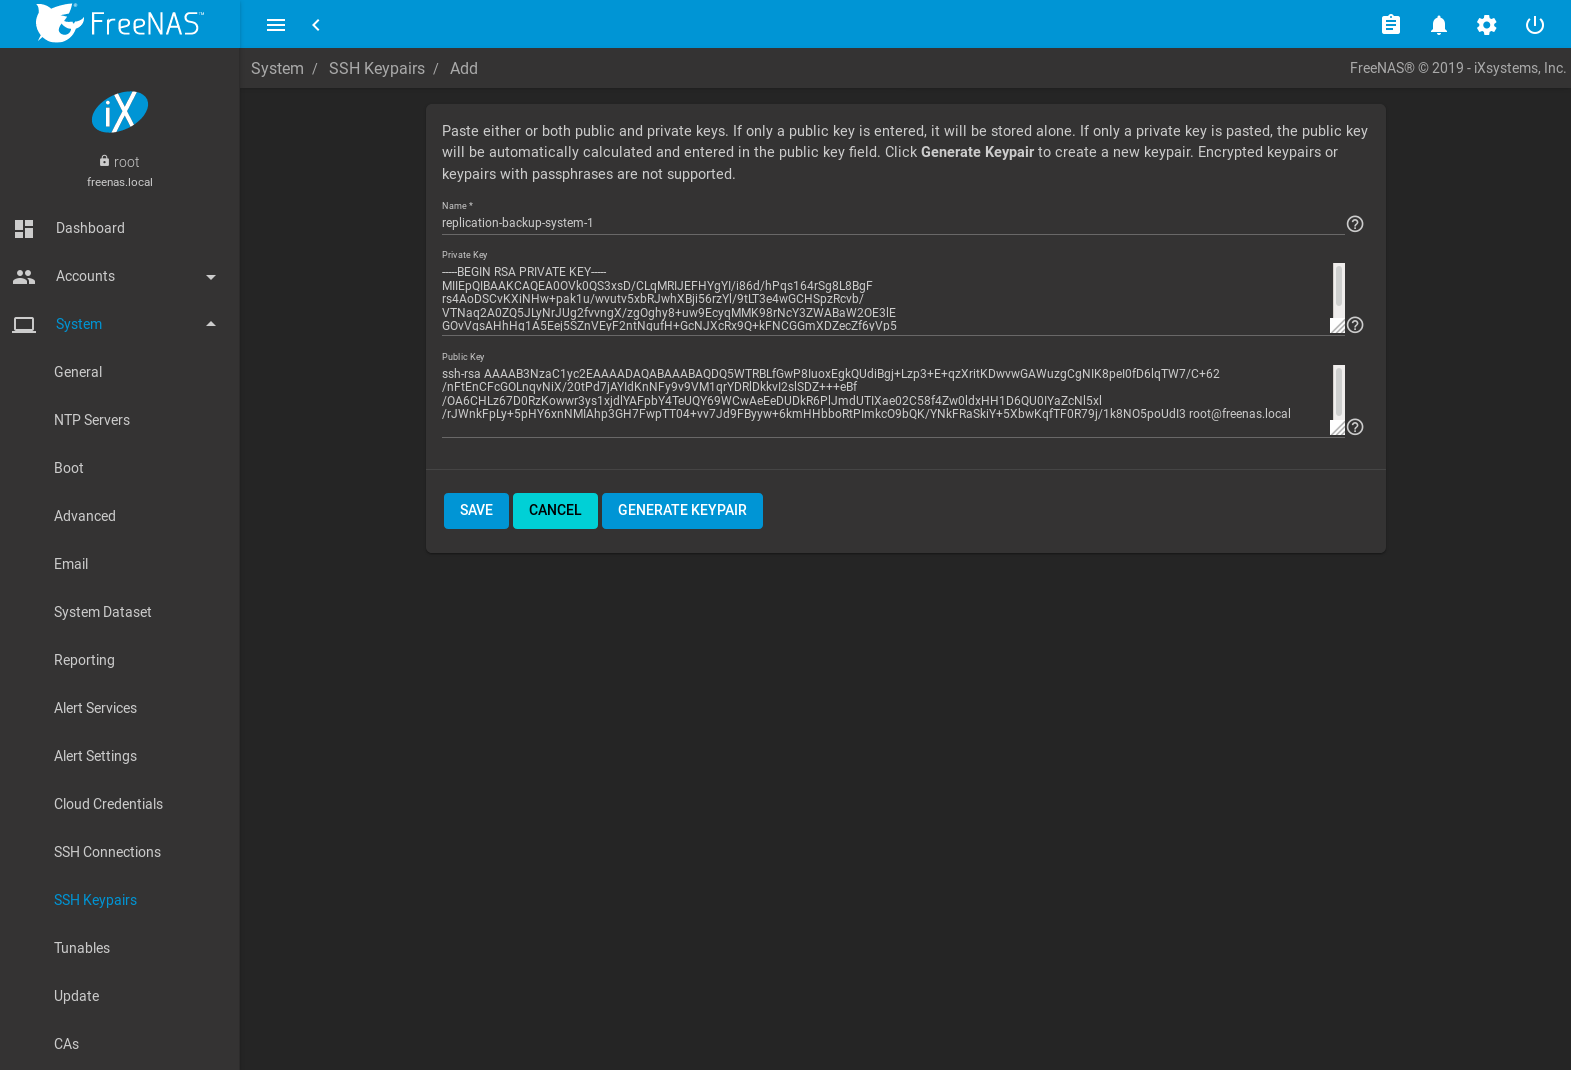 FreeNAS™
System / SSH Keypairs / Add
FreeNAS® © 2019 - iXsystems, Inc.
iX
root
freenas.local
Dashboard
Accounts
System
General
NTP Servers
Boot
Advanced
Email
System Dataset
Reporting
Alert Services
Alert Settings
Cloud Credentials
SSH Connections
SSH Keypairs
Tunables
Update
CAs
Paste either or both public and private keys. If only a public key is entered, it will be stored alone. If only a private key is pasted, the public key
will be automatically calculated and entered in the public key field. Click Generate Keypair to create a new keypair. Encrypted keypairs or
keypairs with passphrases are not supported.
Name *
replication-backup-system-1
Private Key
-----BEGIN RSA PRIVATE KEY-----
MIIEpQIBAAKCAQEA0OVk0QS3xsD/CLqMRIJEFHYgYI/i86d/hPqs164rSg8L8BgF
rs4AoDSCvKXiNHw+pak1u/wvutv5xbRJwhXBji56rzYl/9tLT3e4wGCHSpzRcvb/
VTNaq2A0ZQ5JLyNrJUg2fvvngX/zgOghy8+uw9EcyqMMK98rNcY3ZWABaW2OE3lE
GOvVgsAHhHg1A5Eej5SZnVEyF2ntNgufH+GcNJXcRx9Q+kFNCGGmXDZecZf6yVp5
Public Key
ssh-rsa AAAAB3NzaC1yc2EAAAADAQABAAABAQDQ5WTRBLfGwP8IuoxEgkQUdiBgj+Lzp3+E+qzXritKDwvwGAWuzgCgNIK8peI0fD6lqTW7/C+62
/nFtEnCFcGOLnqvNiX/20tPd7jAYIdKnNFy9v9VM1qrYDRlDkkvI2slSDZ+++eBf
/OA6CHLz67D0RzKowwr3ys1xjdlYAFpbY4TeUQY69WCwAeEeDUDkR6PlJmdUTIXae02C58f4Zw0ldxHH1D6QU0IYaZcNl5xl
/rJWnkFpLy+5pHY6xnNMIAhp3GH7FwpTT04+vv7Jd9FByyw+6kmHHbboRtPImkcO9bQK/YNkFRaSkiY+5XbwKqfTF0R79j/1k8NO5poUdI3 root@freenas.local
SAVE
CANCEL
GENERATE KEYPAIR